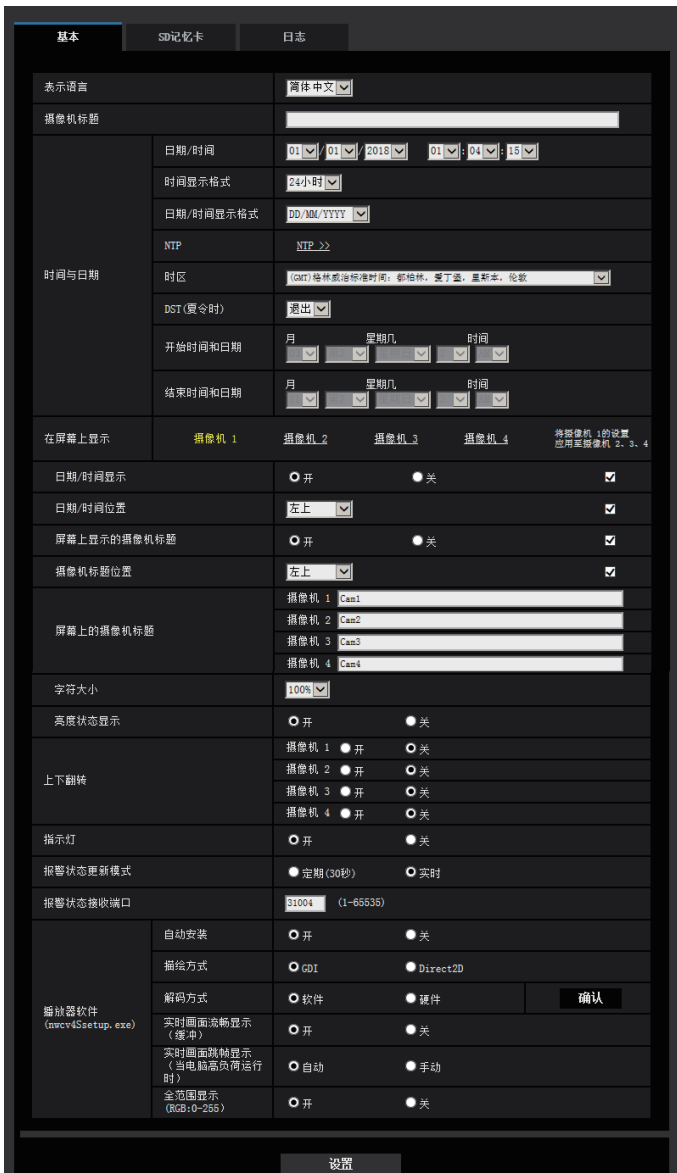 基本 SD记忆卡 日志
表示语言 简体中文
摄像机标题
时间与日期
日期/时间 01 / 01 / 2018 01 : 04 : 15
时间显示格式 24小时
日期/时间显示格式 DD/MM/YYYY
NTP NTP >>
时区 (GMT)格林威治标准时间: 都柏林, 爱丁堡, 里斯本, 伦敦
DST(夏令时) 退出
开始时间和日期 月 星期几 时间
结束时间和日期 月 星期几 时间
在屏幕上显示 摄像机 1 摄像机 2 摄像机 3 摄像机 4 将摄像机 1的设置
应用至摄像机 2、3、4
日期/时间显示 开 关
日期/时间位置 左上
屏幕上显示的摄像机标题 开 关
摄像机标题位置 左上
屏幕上的摄像机标题
摄像机 1 Cam1
摄像机 2 Cam2
摄像机 3 Cam3
摄像机 4 Cam4
字符大小 100%
亮度状态显示 开 关
上下翻转
摄像机 1 开 关
摄像机 2 开 关
摄像机 3 开 关
摄像机 4 开 关
指示灯 开 关
报警状态更新模式 定期(30秒) 实时
报警状态接收端口 31004 (1-65535)
播放器软件
(nwcv4Ssetup.exe)
自动安装 开 关
描绘方式 GDI Direct2D
解码方式 软件 硬件 确认
实时画面流畅显示
(缓冲) 开 关
实时画面跳帧显示
(当电脑高负荷运行
时) 自动 手动
全范围显示
(RGB:0-255) 开 关
设置